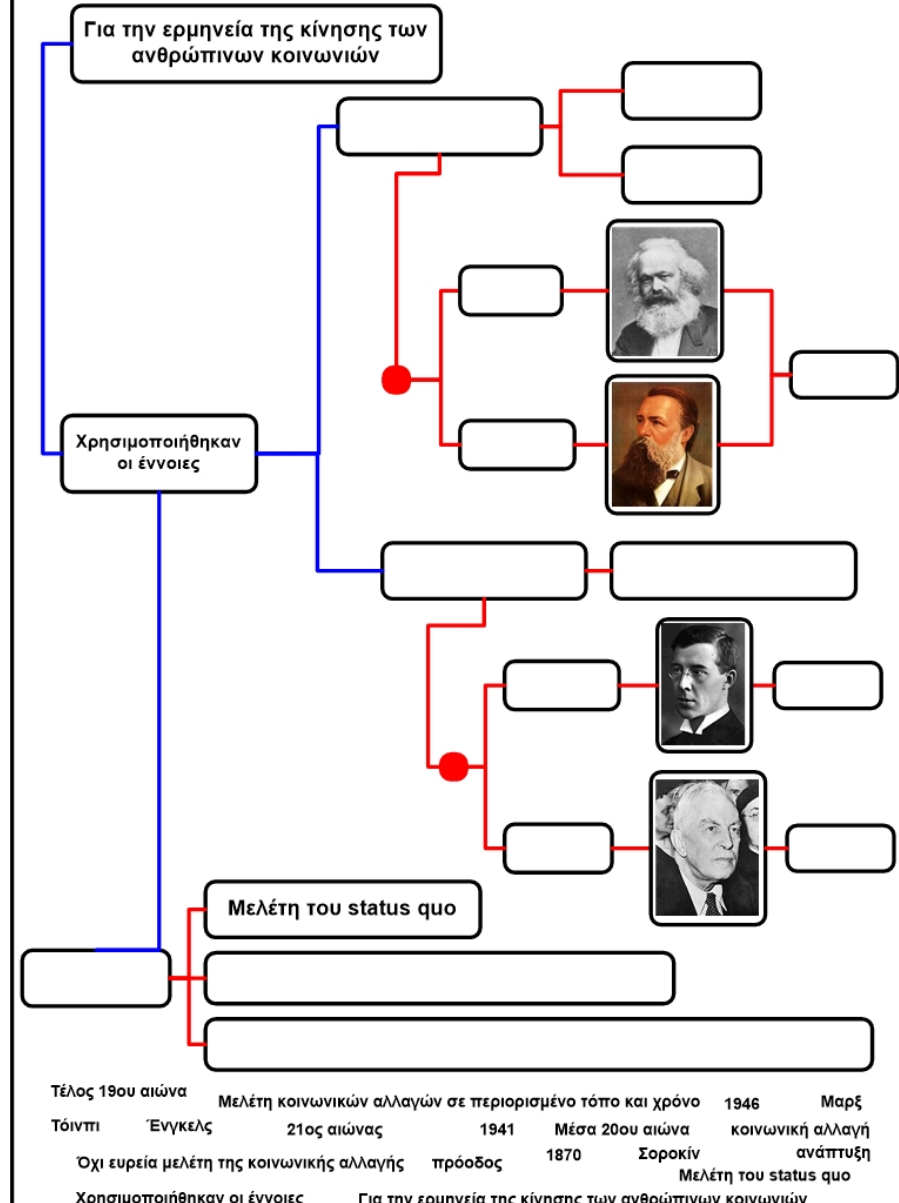 Για την ερμηνεία της κίνησης των
ανθρώπινων κοινωνιών
Χρησιμοποιήθηκαν
οι έννοιες
Μελέτη του status quo
Τέλος 19ου αιώνα
Μελέτη κοινωνικών αλλαγών σε περιορισμένο τόπο και χρόνο
1946
Μαρξ
Τόινπι
Ένγκελς
21ος αιώνας
1941
Μέσα 20ου αιώνα
κοινωνική αλλαγή
Όχι ευρεία μελέτη της κοινωνικής αλλαγής
πρόοδος
1870
Σοροκίν
ανάπτυξη
Μελέτη του status quo
Χρησιμοποιήθηκαν οι έννοιες
Για την ερμηνεία της κίνησης των ανθρώπινων κοινωνιών